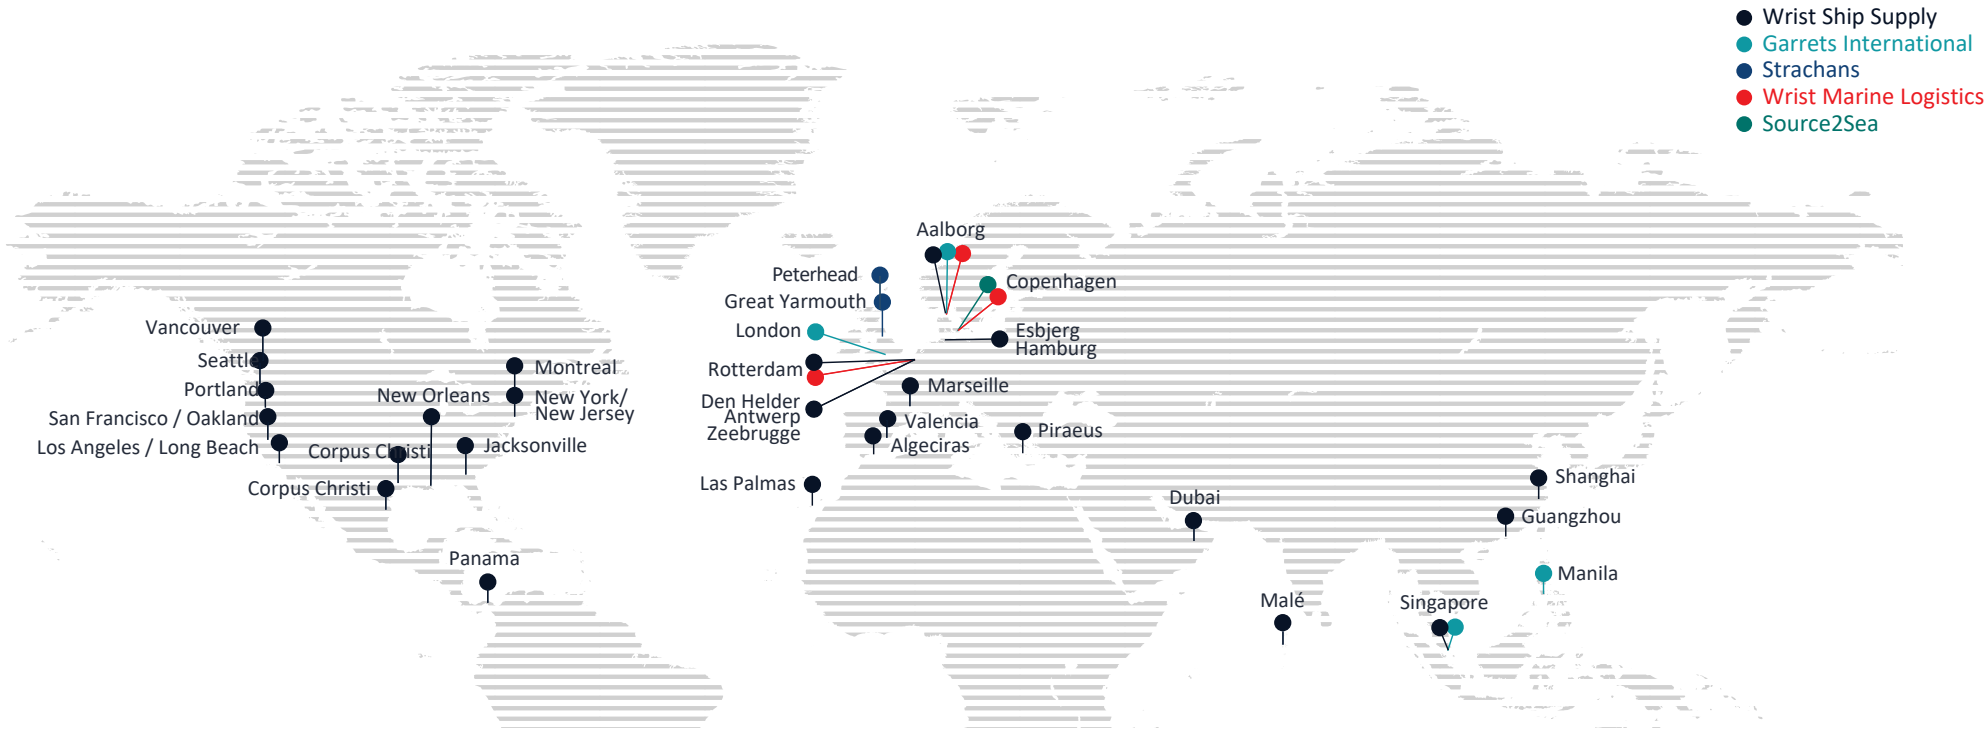 Wrist Ship Supply
Garrets International
Strachans
Wrist Marine Logistics
Source2Sea
Aalborg
Peterhead
Copenhagen
Great Yarmouth
London
Esbjerg
Hamburg
Rotterdam
Den Helder
Antwerp
Zeebrugge
Marseille
Valencia
Algeciras
Piraeus
Las Palmas
Vancouver
Seattle
Portland
San Francisco / Oakland
Los Angeles / Long Beach
Montreal
New York/
New Jersey
New Orleans
Corpus Christi
Jacksonville
Corpus Christi
Panama
Dubai
Shanghai
Guangzhou
Manila
Malé
Singapore